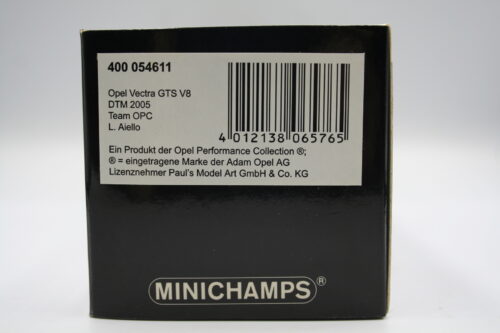 400 054611
Opel Vectra GTS V8
DTM 2005
Team OPC
L. Aiello
4 012138 065765
Ein Produkt der Opel Performance Collection ®;
® = eingetragene Marke der Adam Opel AG
Lizenznehmer Paul's Model Art GmbH & Co. KG
MINICHAMPS®